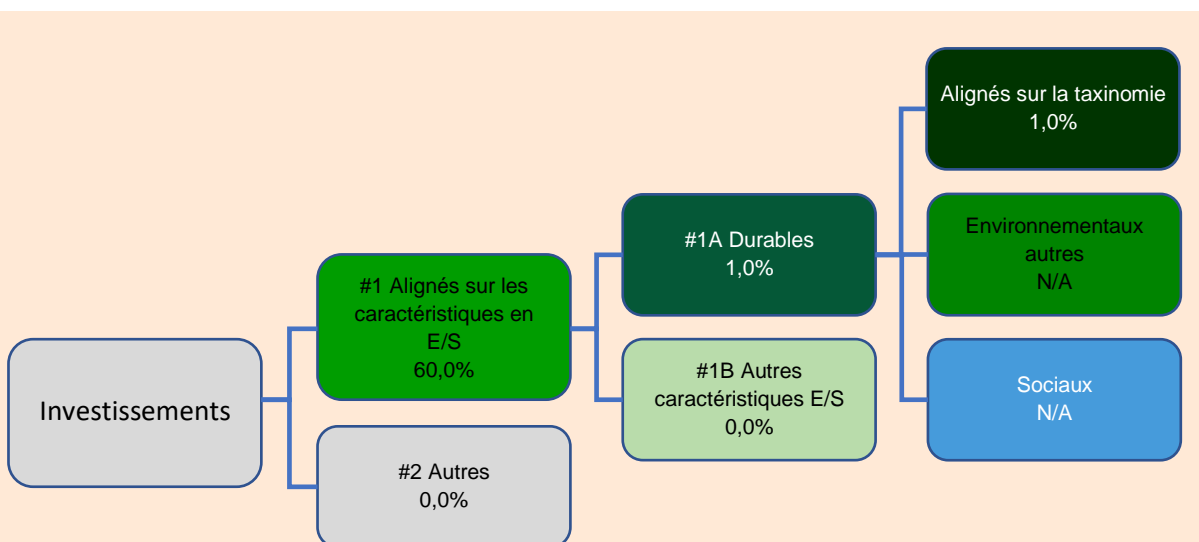 Investissements
#1 Alignés sur les
caractéristiques en
E/S
60,0%
#2 Autres
0,0%
#1A Durables
1,0%
#1B Autres
caractéristiques E/S
0,0%
Alignés sur la taxinomie
1,0%
Environnementaux
autres
N/A
Sociaux
N/A